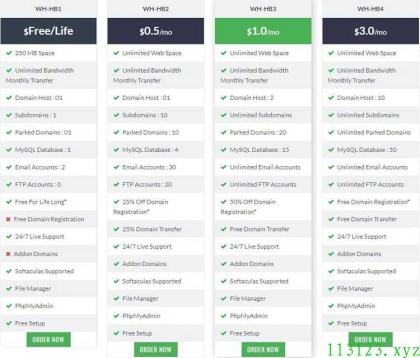 WH-HB1
$Free/Life
250 MB Space
Unlimited Bandwidth
Monthly Transfer
Domain Host : 01
Subdomains : 1
Parked Domains : 01
MySQL Database : 1
Email Accounts : 2
FTP Accounts : 0
Free For Life Long*
Free Domain Registration
24/7 Live Support
Addon Domains
Softaculas Supported
File Manager
PhpMyAdmin
Free Setup
ORDER NOW
WH-HB2
$0.5/mo
Unlimited Web Space
Unlimited Bandwidth
Monthly Transfer
Domain Host : 01
Subdomains : 10
Parked Domains : 10
MySQL Database : 4
Email Accounts : 30
FTP Accounts : 20
25% Off Domain
Registration*
25% Domain Transfer
24/7 Live Support
Addon Domains
Softaculas Supported
File Manager
PhpMyAdmin
Free Setup
ORDER NOW
WH-HB3
$1.0/mo
Unlimited Web Space
Unlimited Bandwidth
Monthly Transfer
Domain Host : 2
Unlimited Subdomains
Parked Domains : 20
MySQL Database : 15
Unlimited Email Accounts
Unlimited FTP Accounts
50% Off Domain
Registration*
Free Domain Transfer
24/7 Live Support
Addon Domains
Softaculas Supported
File Manager
PhpMyAdmin
Free Setup
ORDER NOW
WH-HB4
$3.0/mo
Unlimited Web Space
Unlimited Bandwidth
Monthly Transfer
Domain Host : 10
Unlimited Subdomains
Unlimited Parked Domains
MySQL Database : 50
Unlimited Email Accounts
Unlimited FTP Accounts
Free Domain Registration*
Free Domain Transfer
24/7 Live Support
Addon Domains
Softaculas Supported
File Manager
PhpMyAdmin
Free Setup
ORDER NOW
113123.xyz